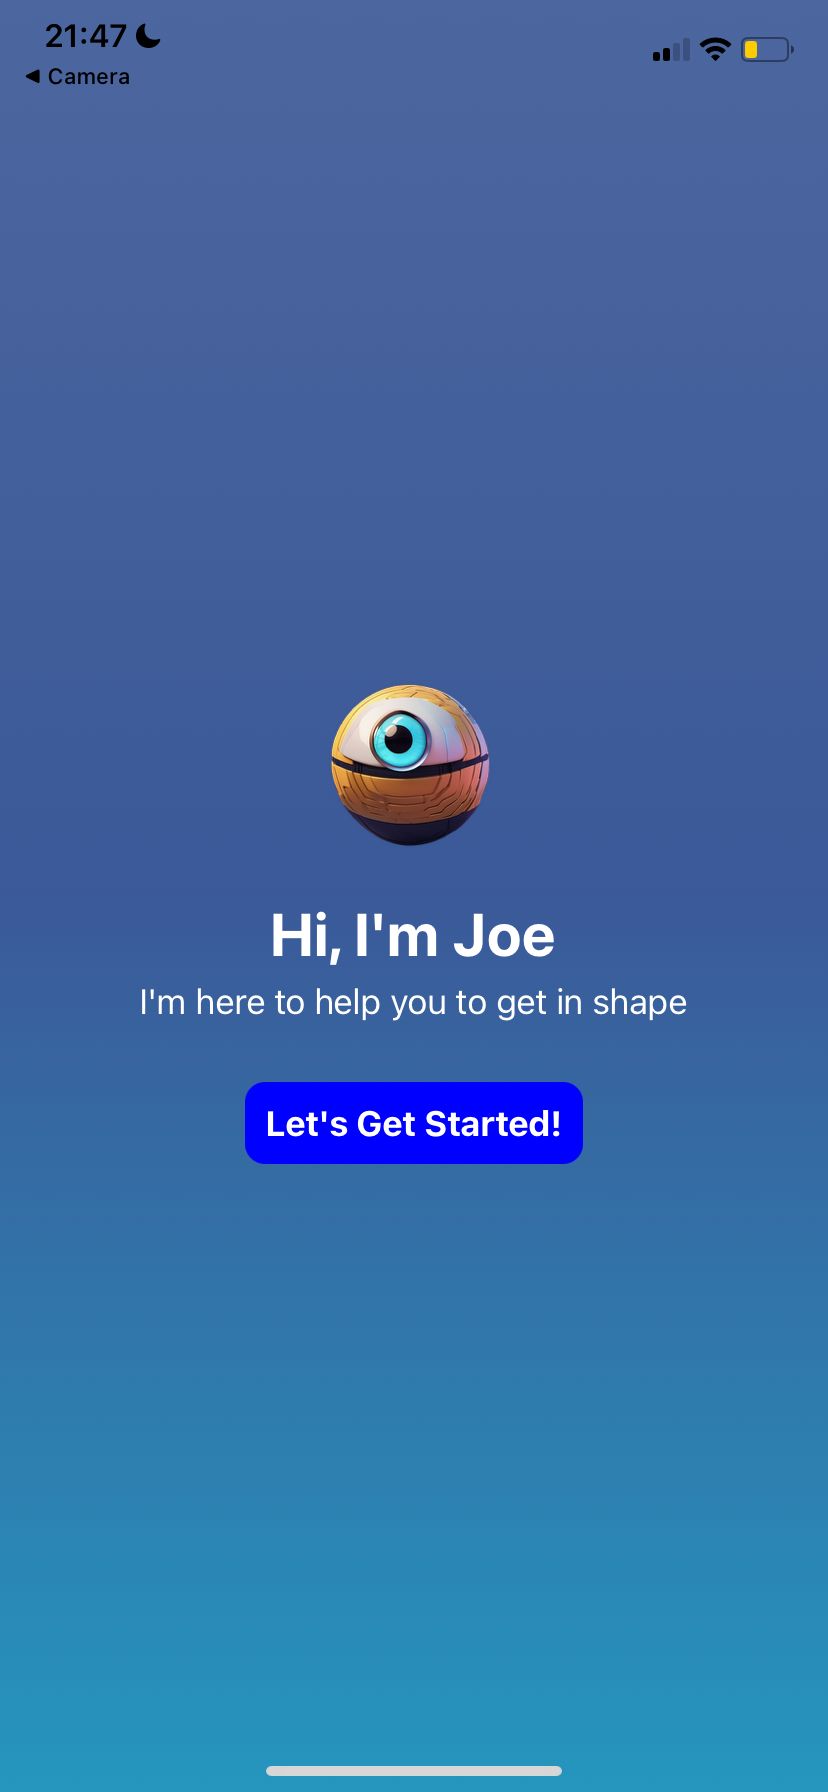 21:47
◀ Camera
Hi, I'm Joe
I'm here to help you to get in shape
Let's Get Started!